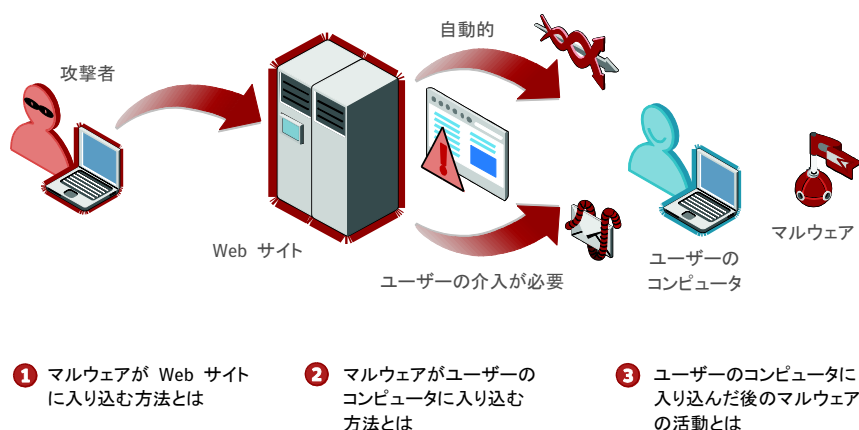 自動的
攻撃者
Web サイト
ユーザーの介入が必要
ユーザーの
コンピュータ
マルウェア
1 マルウェアが Web サイト
に入り込む方法とは
2 マルウェアがユーザーの
コンピュータに入り込む
方法とは
3 ユーザーのコンピュータに
入り込んだ後のマルウェア
の活動とは